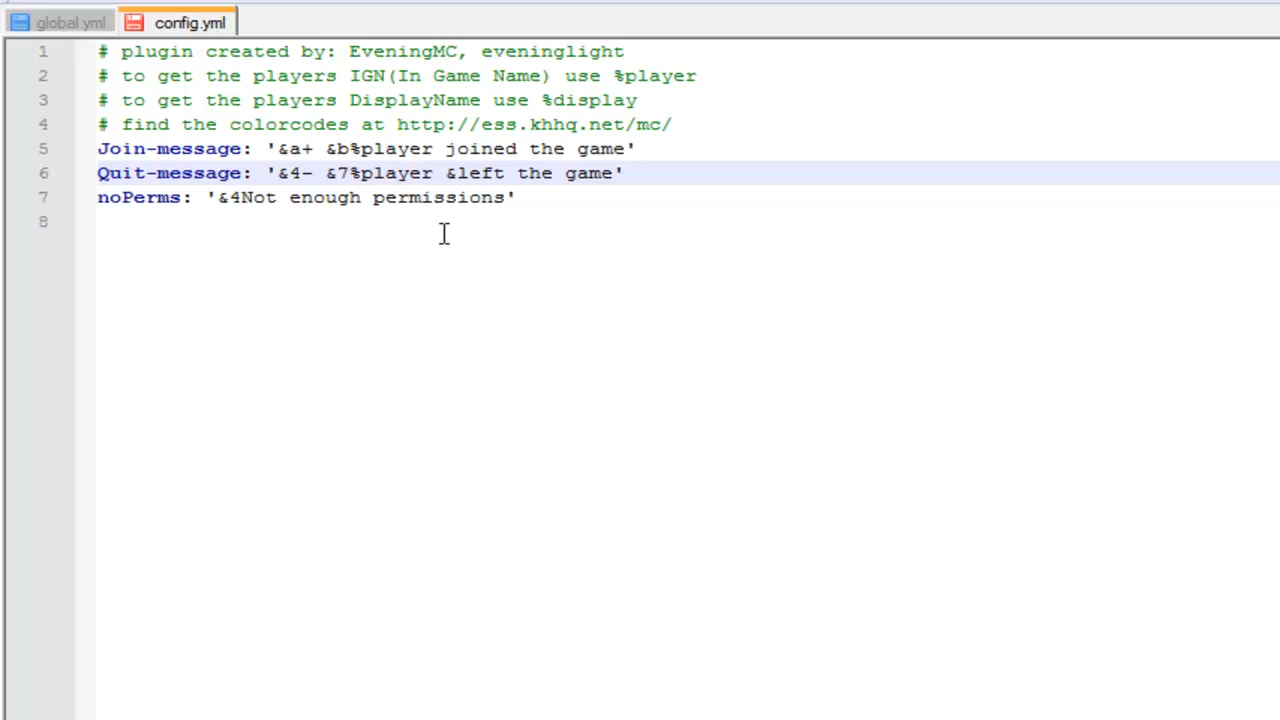 global.yml config.yml
1 # plugin created by: EveningMC, eveninglight
2 # to get the players IGN(In Game Name) use %player
3 # to get the players DisplayName use %display
4 # find the colorcodes at http://ess.khhq.net/mc/
5 Join-message: '&a+ &b%player joined the game'
6 Quit-message: '&4- &7%player &left the game'
7 noPerms: '&4Not enough permissions'
8